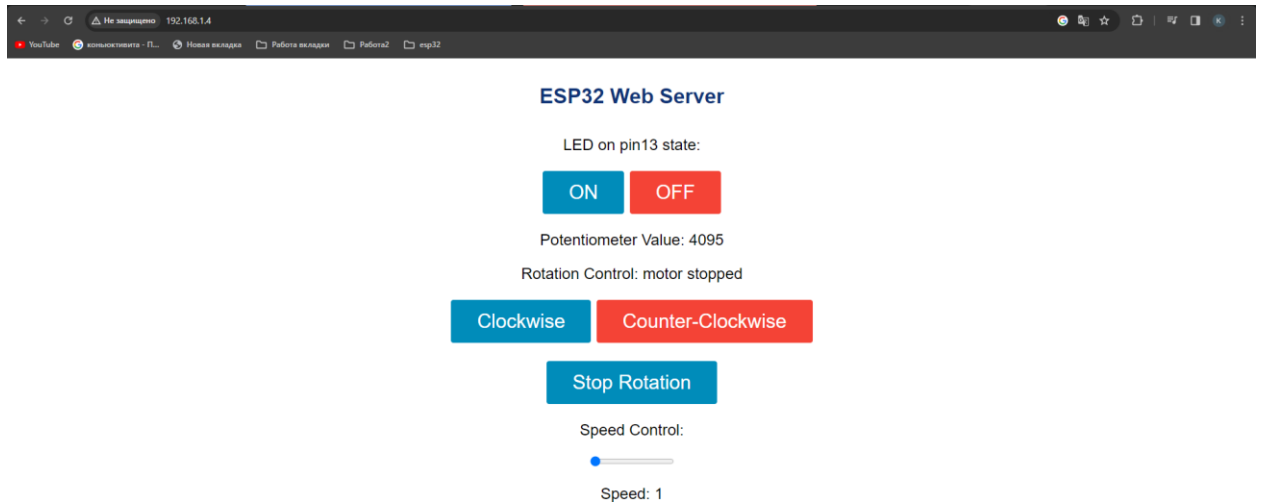 Не защищено 192.168.1.4
YouTube коньюктивита - П... Новая вкладка Работа вкладки Работа2 esp32
ESP32 Web Server
LED on pin13 state:
ON OFF
Potentiometer Value: 4095
Rotation Control: motor stopped
Clockwise Counter-Clockwise
Stop Rotation
Speed Control:
Speed: 1